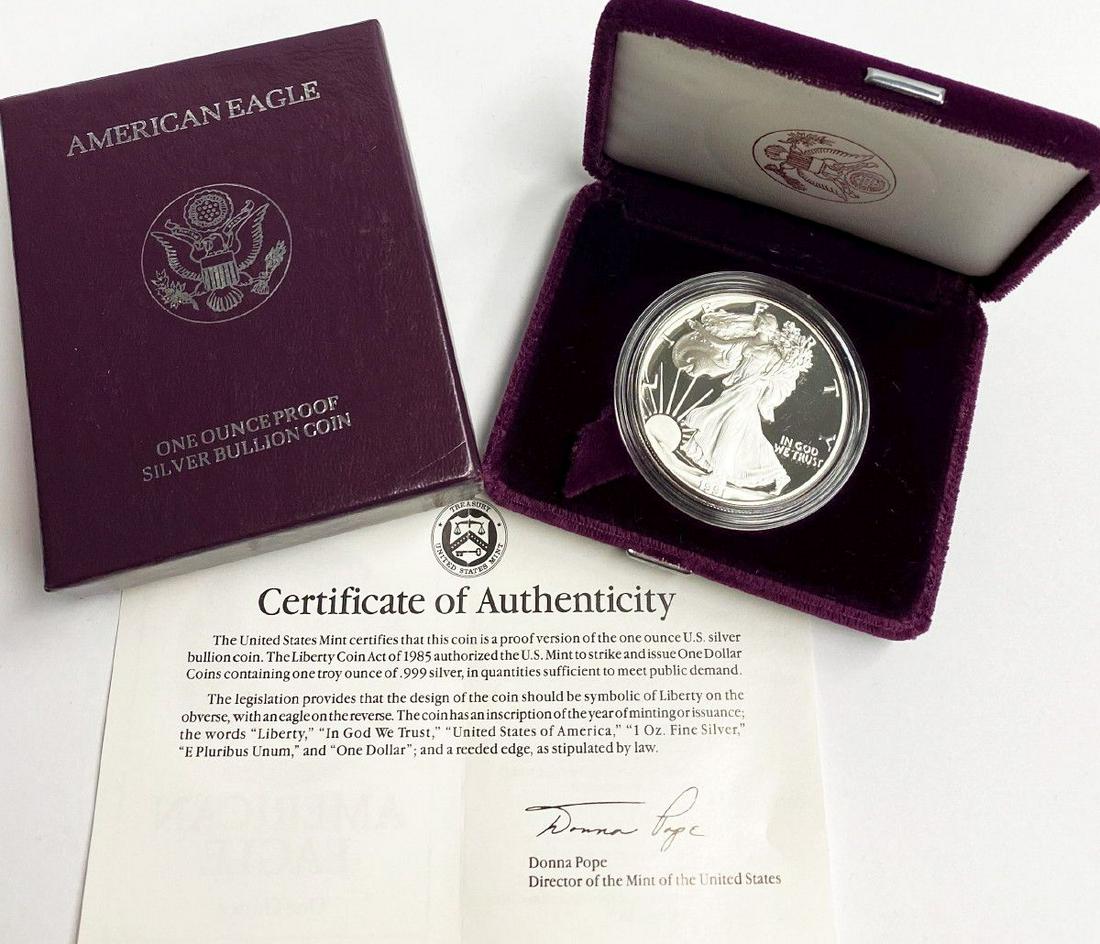 AMERICAN EAGLE
ONE OUNCE PROOF
SILVER BULLION COIN
LIBERTY
IN GOD
WE TRUST
TREASURY
UNITED STATES MINT
Certificate of Authenticity
The United States Mint certifies that this coin is a proof version of the one ounce U.S. silver
bullion coin. The Liberty Coin Act of 1985 authorized the U.S. Mint to strike and issue One Dollar
Coins containing one troy ounce of .999 silver, in quantities sufficient to meet public demand.
The legislation provides that the design of the coin should be symbolic of Liberty on the
obverse, with an eagle on the reverse. The coin has an inscription of the year of minting or issuance;
the words “Liberty,” “In God We Trust,” “United States of America,” “1 Oz. Fine Silver,”
“E Pluribus Unum,” and “One Dollar”; and a reeded edge, as stipulated by law.
Donna Pope
Donna Pope
Director of the Mint of the United States